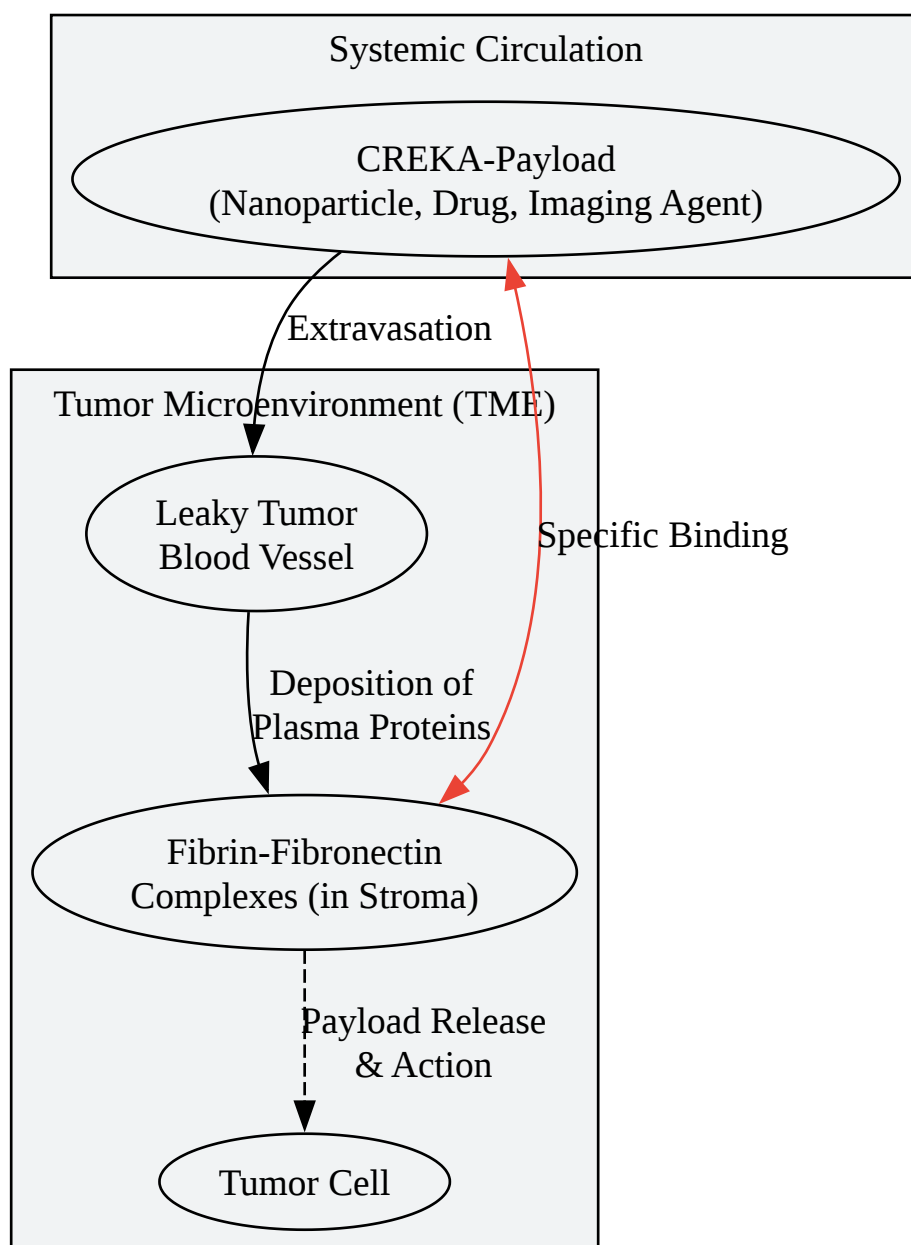 Systemic Circulation
CREKA-Payload
(Nanoparticle, Drug, Imaging Agent)
Extravasation
Tumor Microenvironment (TME)
Leaky Tumor
Blood Vessel
Specific Binding
Deposition of
Plasma Proteins
Fibrin-Fibronectin
Complexes (in Stroma)
Payload Release
& Action
Tumor Cell